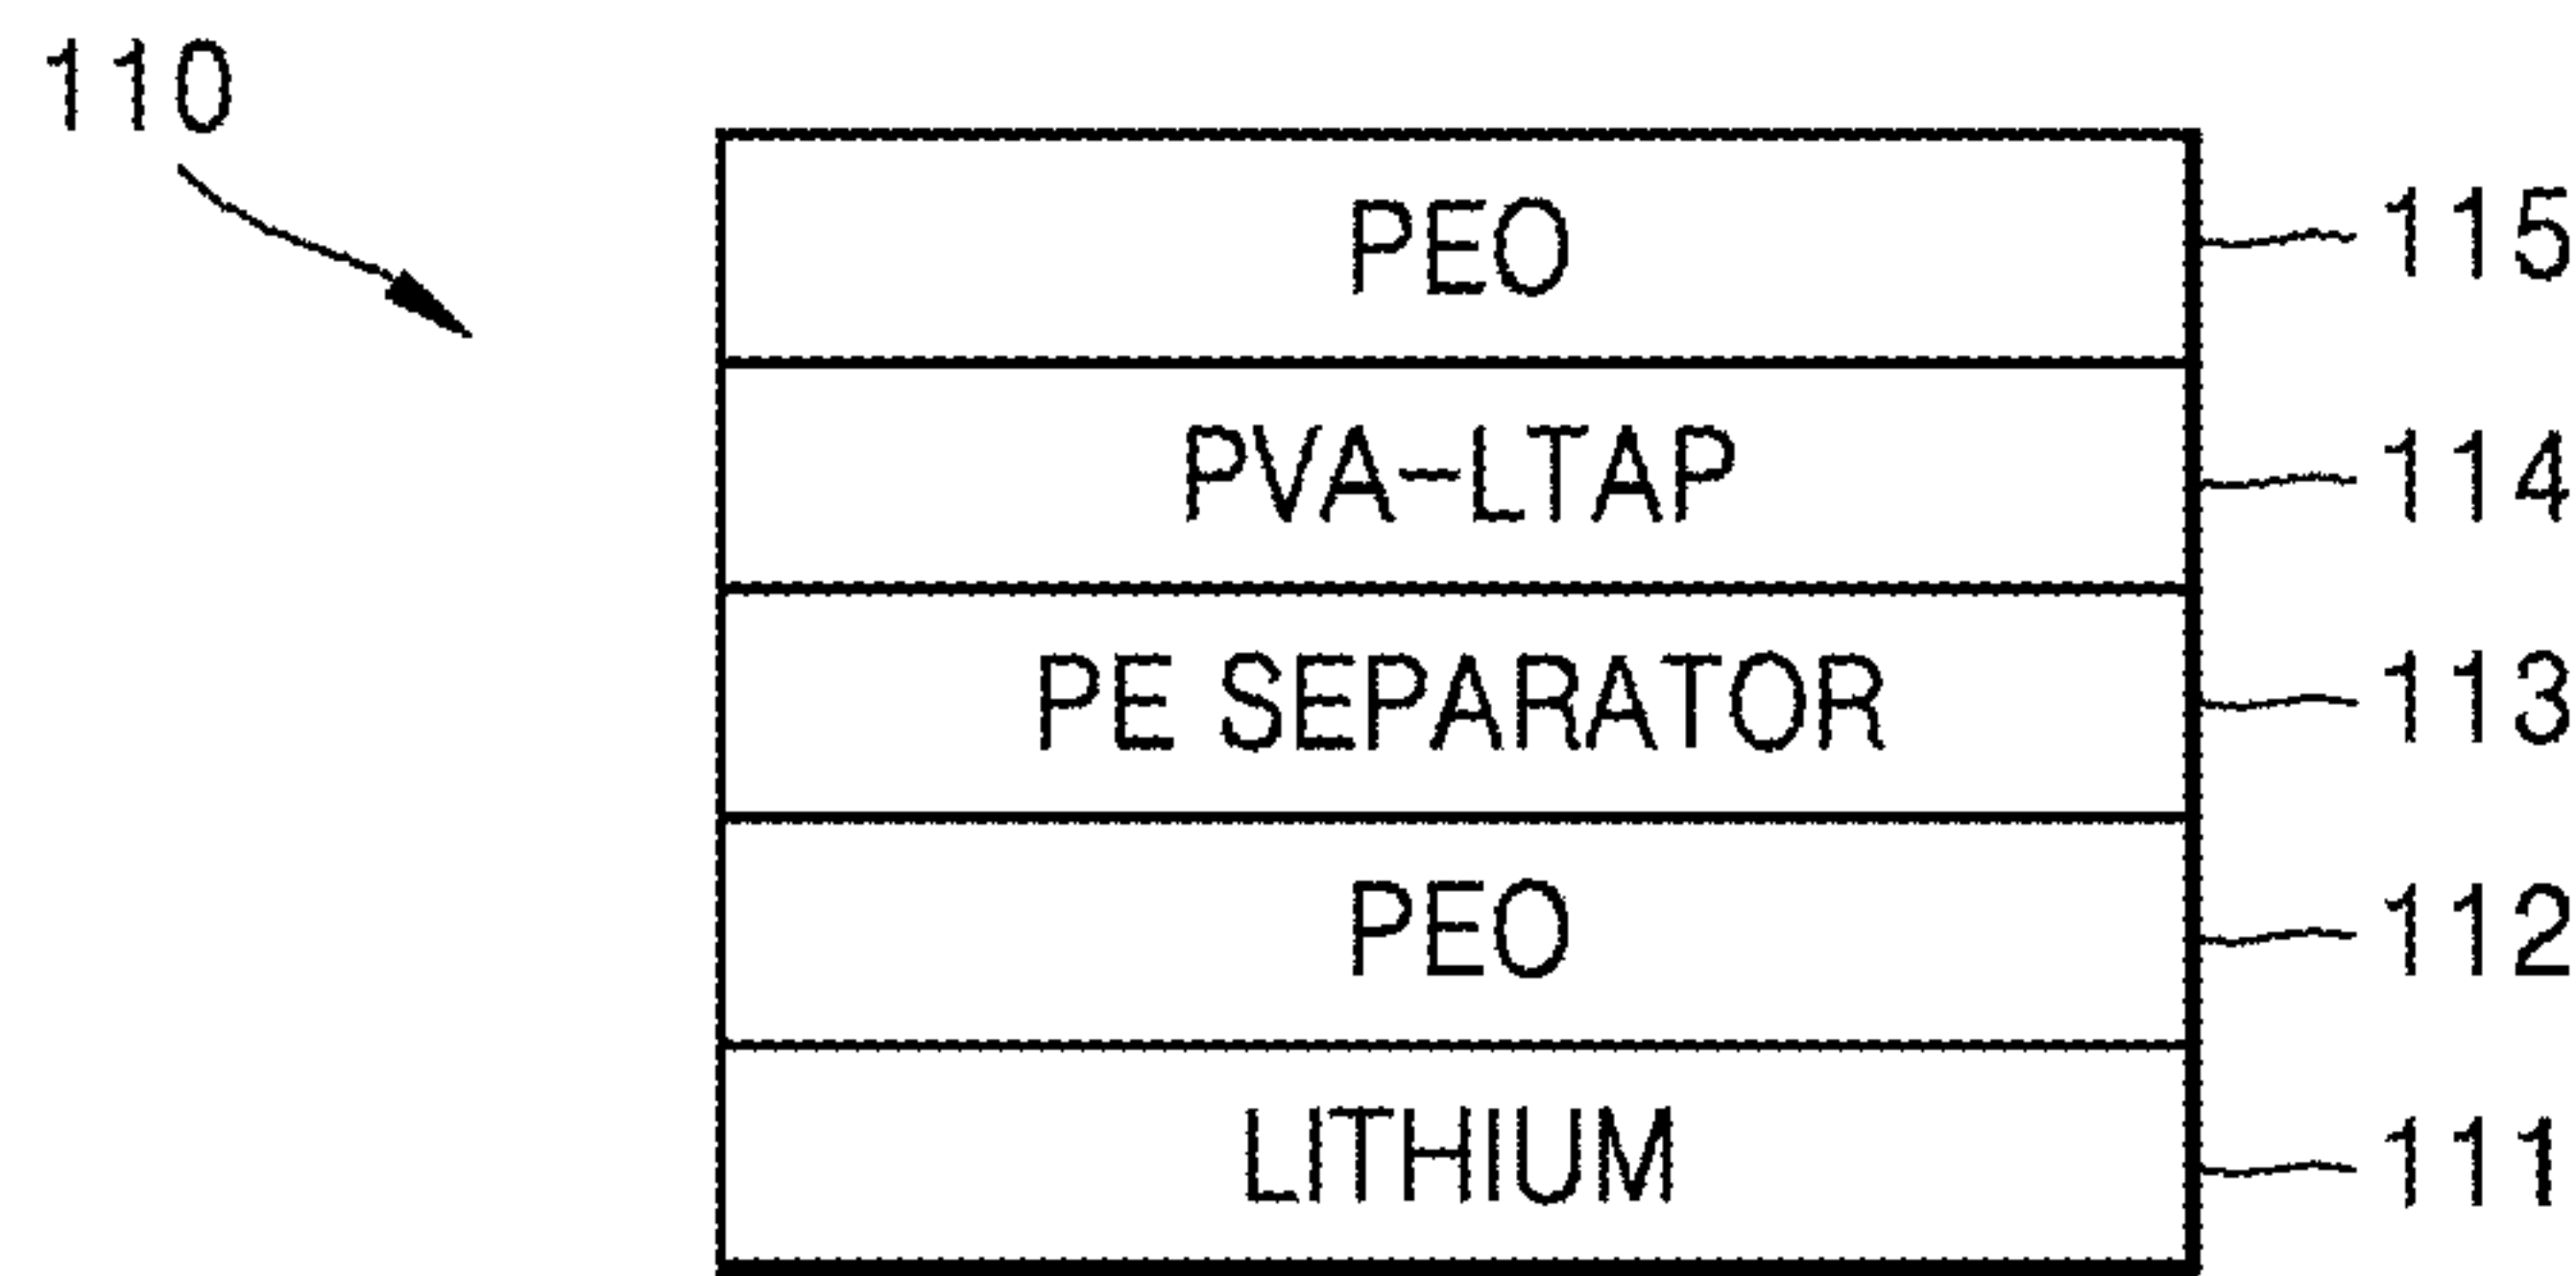 110
PEO 115
PVA-LTAP 114
PE SEPARATOR 113
PEO 112
LITHIUM 111